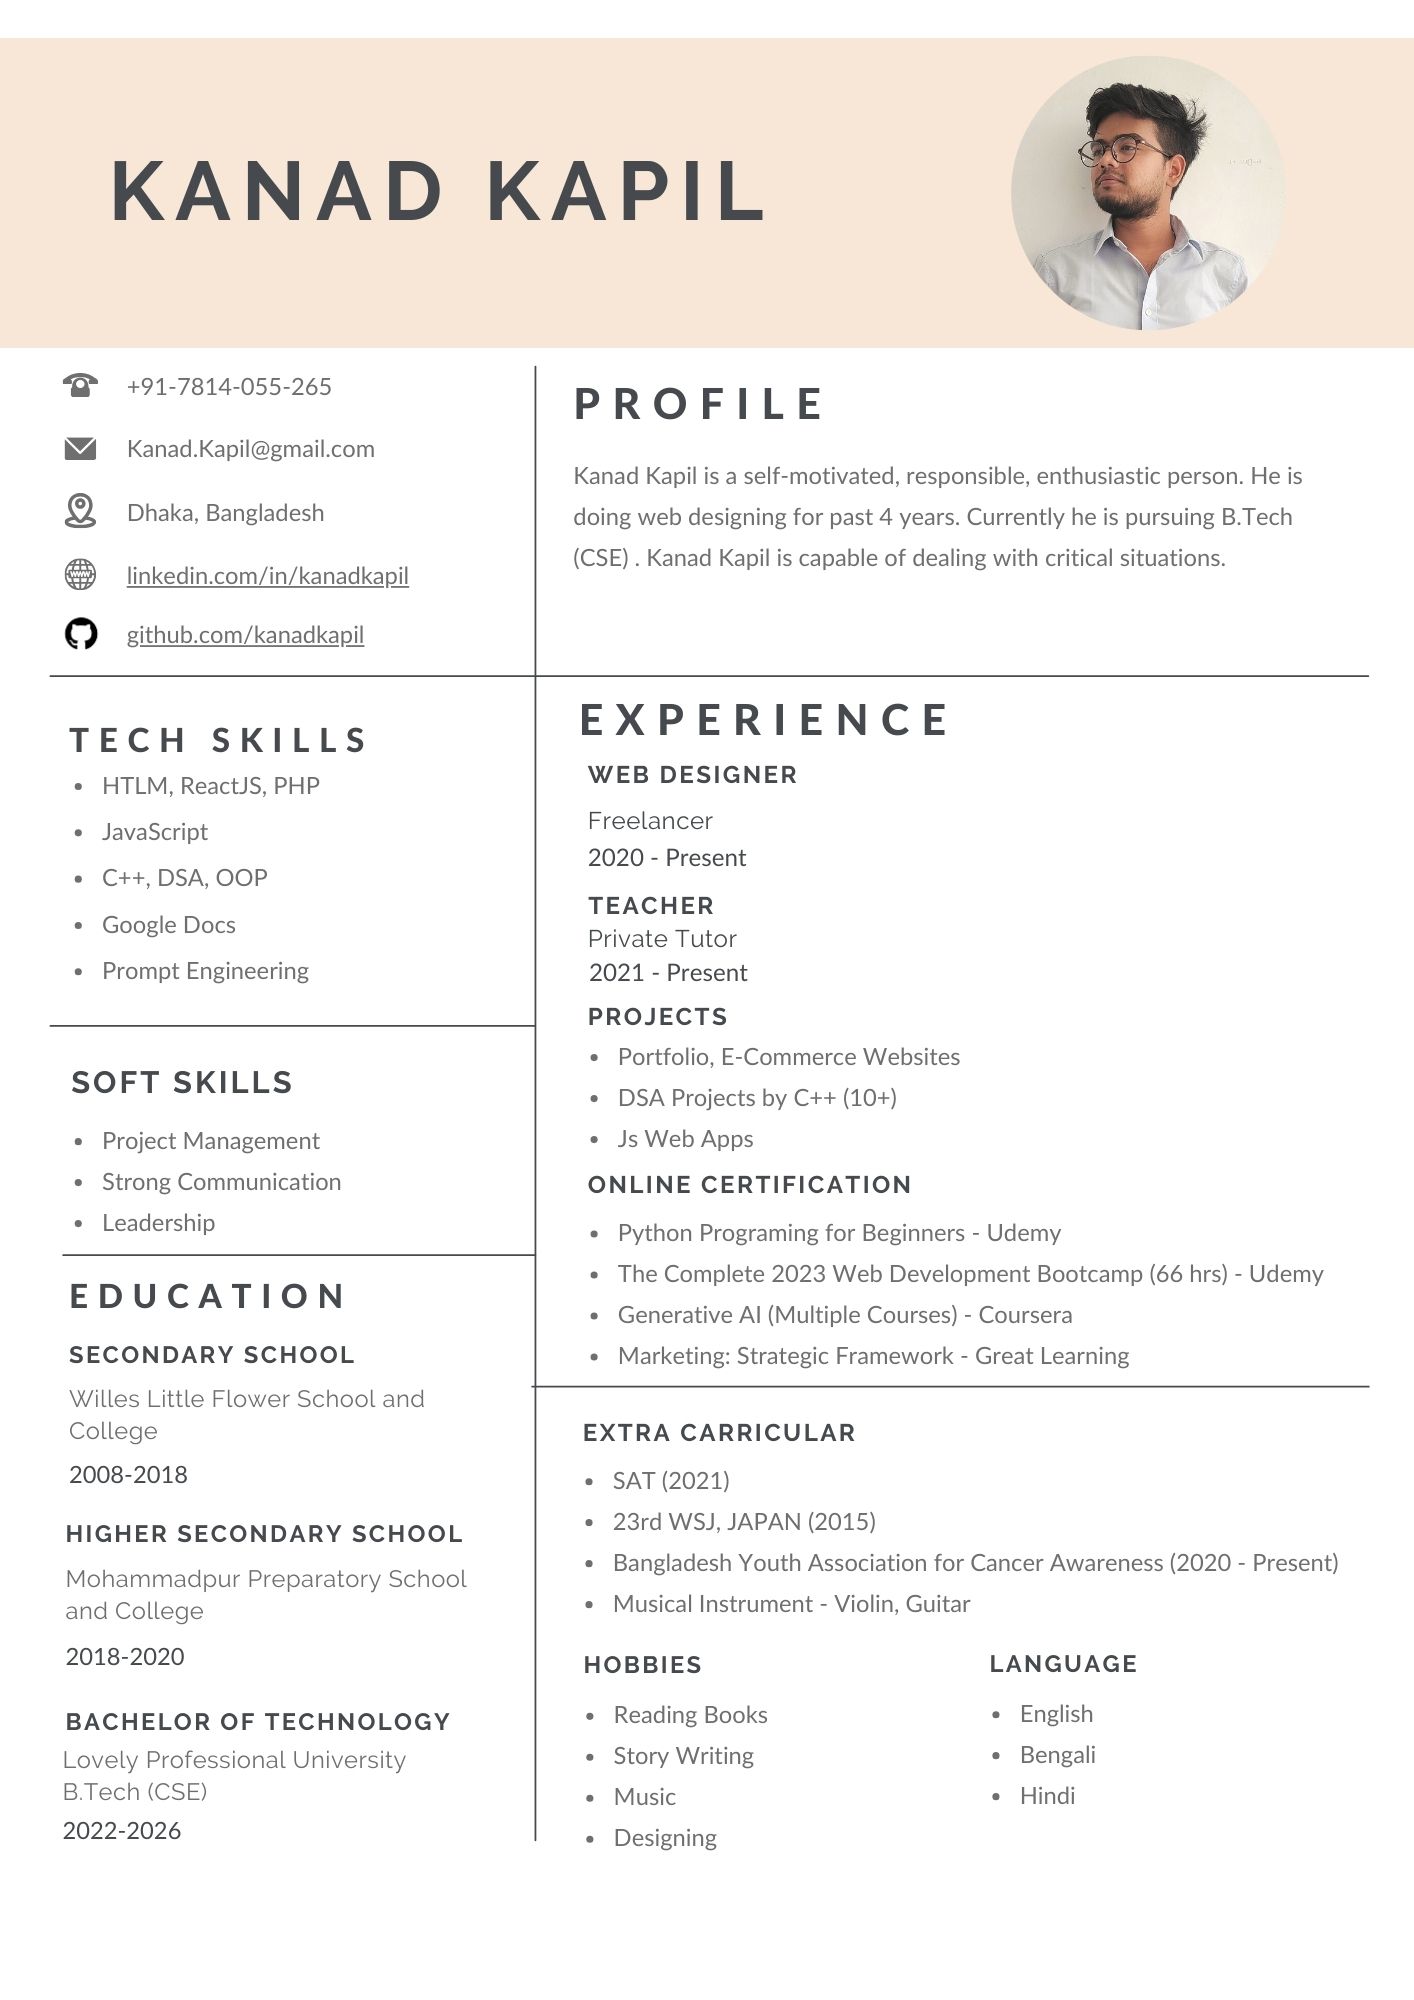 KANAD KAPIL
+91-7814-055-265
Kanad.Kapil@gmail.com
Dhaka, Bangladesh
linkedin.com/in/kanadkapil
github.com/kanadkapil
PROFILE
Kanad Kapil is a self-motivated, responsible, enthusiastic person. He is
doing web designing for past 4 years. Currently he is pursuing B.Tech
(CSE) . Kanad Kapil is capable of dealing with critical situations.
TECH SKILLS
• HTLM, ReactJS, PHP
• JavaScript
• C++, DSA, OOP
• Google Docs
• Prompt Engineering
SOFT SKILLS
• Project Management
• Strong Communication
• Leadership
EDUCATION
SECONDARY SCHOOL
Willes Little Flower School and
College
2008-2018
HIGHER SECONDARY SCHOOL
Mohammadpur Preparatory School
and College
2018-2020
BACHELOR OF TECHNOLOGY
Lovely Professional University
B.Tech (CSE)
2022-2026
EXPERIENCE
WEB DESIGNER
Freelancer
2020 - Present
TEACHER
Private Tutor
2021 - Present
PROJECTS
• Portfolio, E-Commerce Websites
• DSA Projects by C++ (10+)
• Js Web Apps
ONLINE CERTIFICATION
• Python Programing for Beginners - Udemy
• The Complete 2023 Web Development Bootcamp (66 hrs) - Udemy
• Generative AI (Multiple Courses) - Coursera
• Marketing: Strategic Framework - Great Learning
EXTRA CARRICULAR
• SAT (2021)
• 23rd WSJ, JAPAN (2015)
• Bangladesh Youth Association for Cancer Awareness (2020 - Present)
• Musical Instrument - Violin, Guitar
HOBBIES
• Reading Books
• Story Writing
• Music
• Designing
LANGUAGE
• English
• Bengali
• Hindi